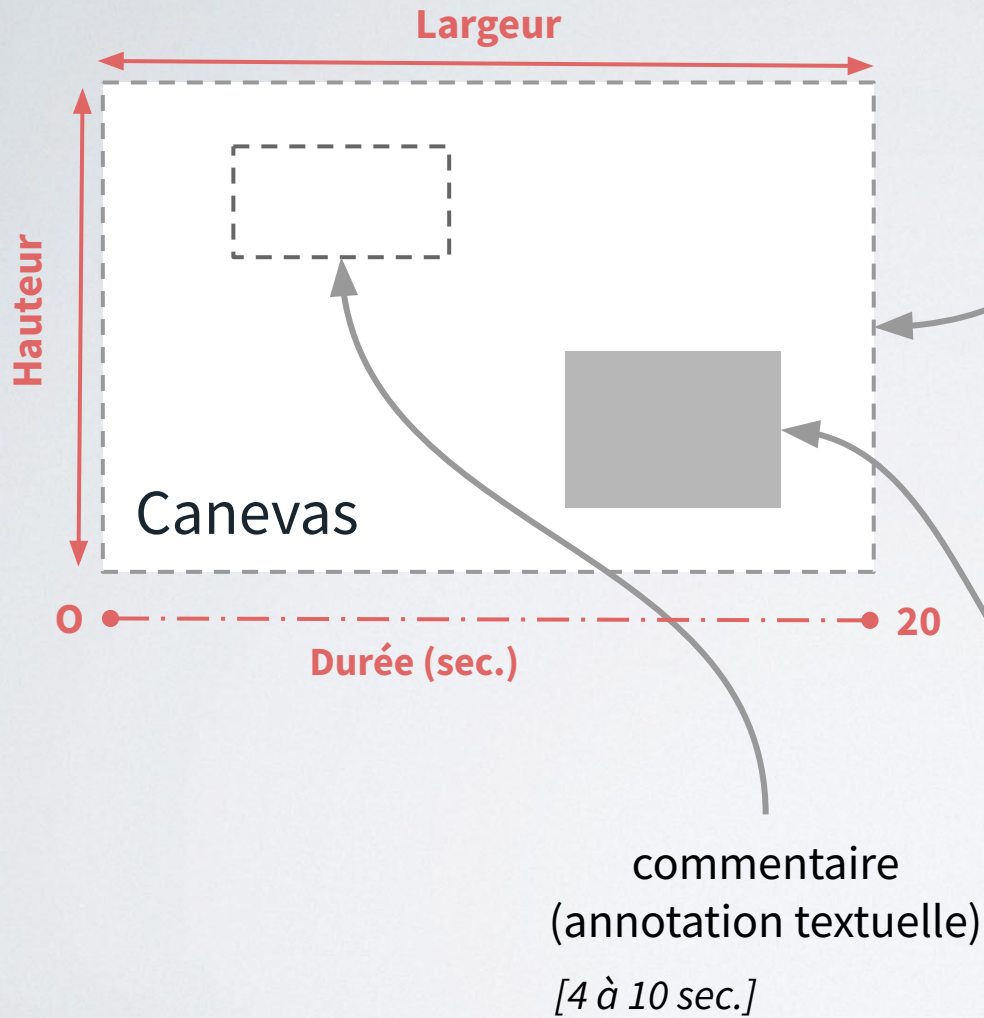 Largeur
Hauteur
Canevas
O
20
Durée (sec.)
commentaire
(annotation textuelle)
[4 à 10 sec.]